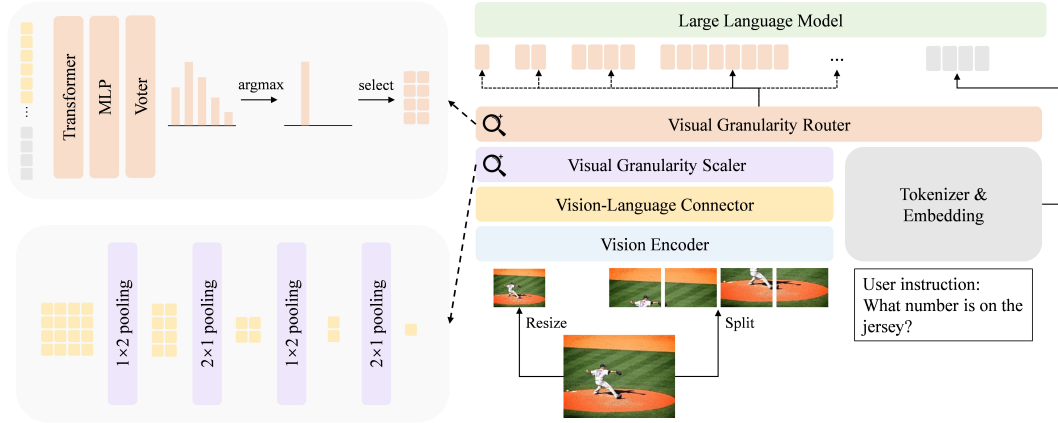 Transformer
MLP
Voter
argmax
select
...
1×2 pooling
2×1 pooling
1×2 pooling
2×1 pooling
Large Language Model
...
Visual Granularity Router
Visual Granularity Scaler
Vision-Language Connector
Vision Encoder
Tokenizer &
Embedding
Resize
Split
User instruction:
What number is on the
jersey?